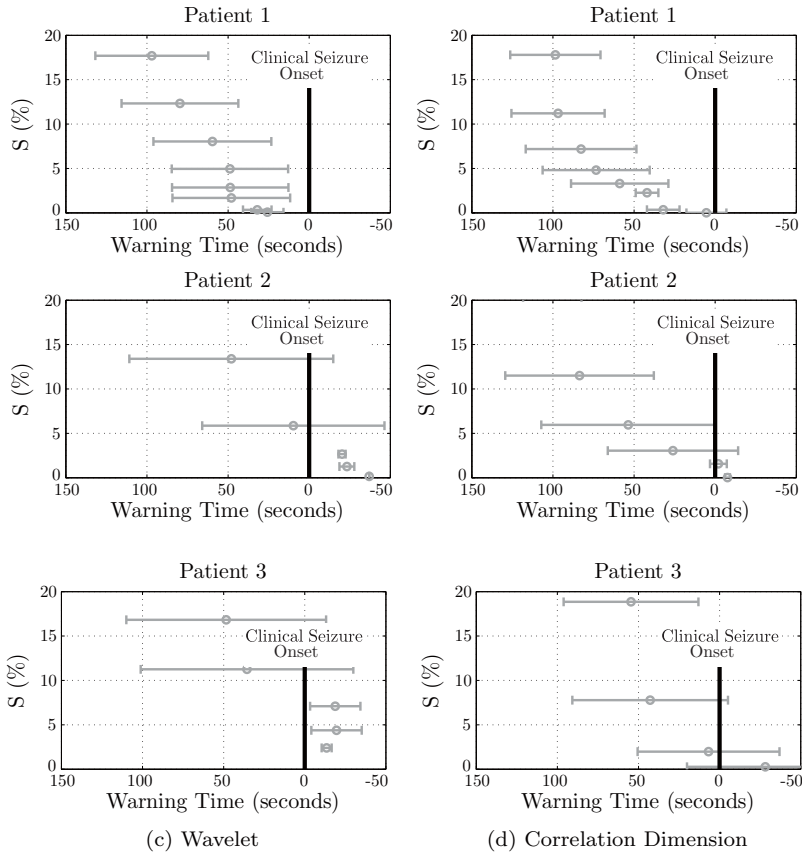 Patient 1
20
15
10
5
0
S (%)
Clinical Seizure
Onset
150
100
50
0
-50
Warning Time (seconds)
Patient 1
20
15
10
5
0
S (%)
Clinical Seizure
Onset
150
100
50
0
-50
Warning Time (seconds)
Patient 2
20
15
10
5
0
S (%)
Clinical Seizure
Onset
150
100
50
0
-50
Warning Time (seconds)
Patient 2
20
15
10
5
0
S (%)
Clinical Seizure
Onset
150
100
50
0
-50
Warning Time (seconds)
Patient 3
20
15
10
5
0
S (%)
Clinical Seizure
Onset
150
100
50
0
-50
Warning Time (seconds)
(c) Wavelet
Patient 3
20
15
10
5
0
S (%)
Clinical Seizure
Onset
150
100
50
0
-50
Warning Time (seconds)
(d) Correlation Dimension